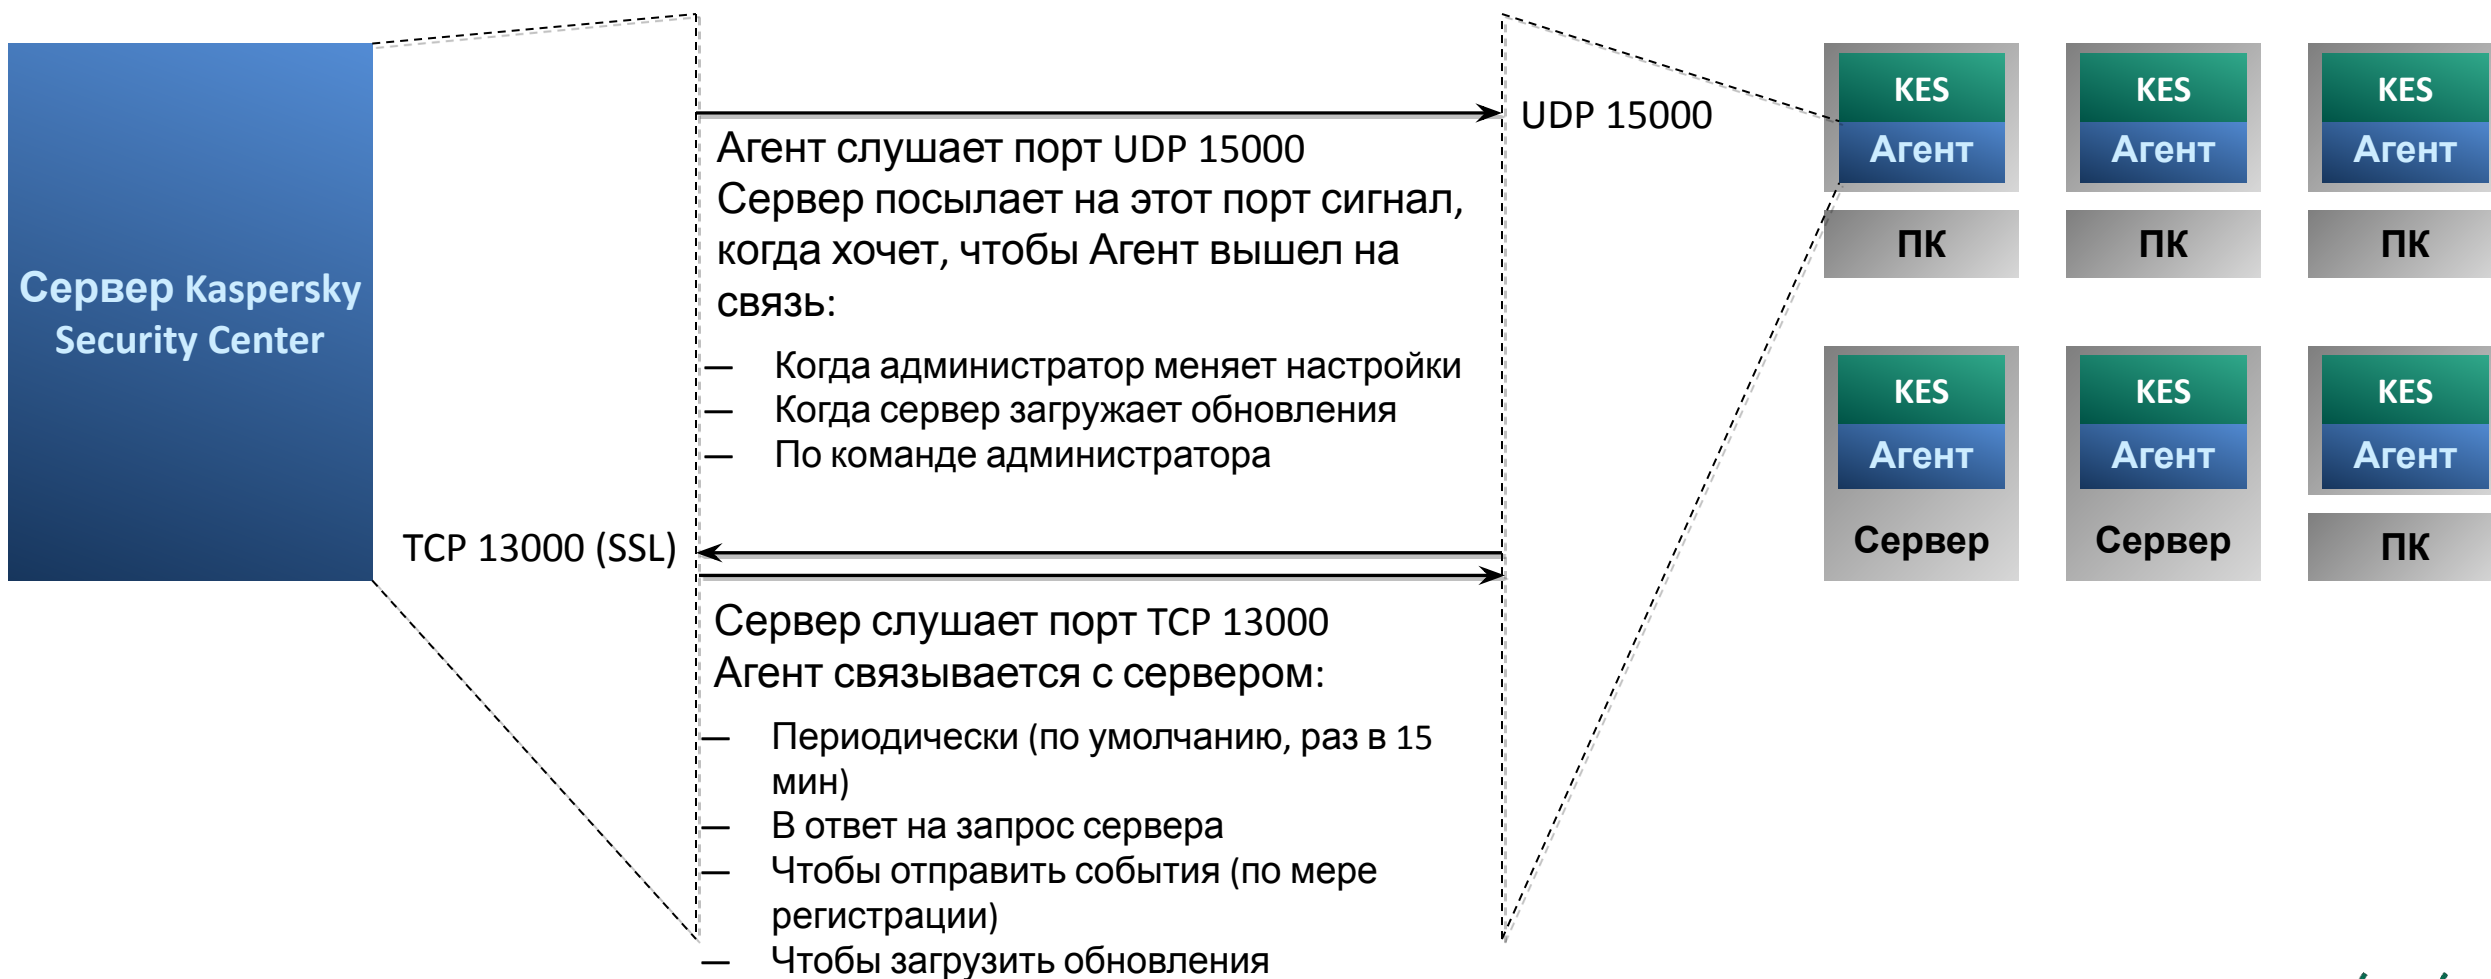 Сервер Kaspersky
Security Center
UDP 15000
Агент слушает порт UDP 15000
Сервер посылает на этот порт сигнал,
когда хочет, чтобы Агент вышел на
связь:
— Когда администратор меняет настройки
— Когда сервер загружает обновления
— По команде администратора
TCP 13000 (SSL)
Сервер слушает порт TCP 13000
Агент связывается с сервером:
— Периодически (по умолчанию, раз в 15
мин)
— В ответ на запрос сервера
— Чтобы отправить события (по мере
регистрации)
— Чтобы загрузить обновления
KES
Агент
ПК
KES
Агент
ПК
KES
Агент
ПК
KES
Агент
Сервер
KES
Агент
Сервер
KES
Агент
ПК